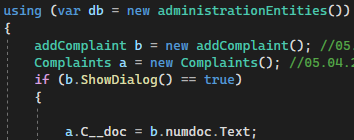 using (var db = new administrationEntities())
{
addComplaint b = new addComplaint(); //05.
Complaints a = new Complaints(); //05.04.2
if (b.ShowDialog() == true)
{
a.C__doc = b.numdoc.Text;